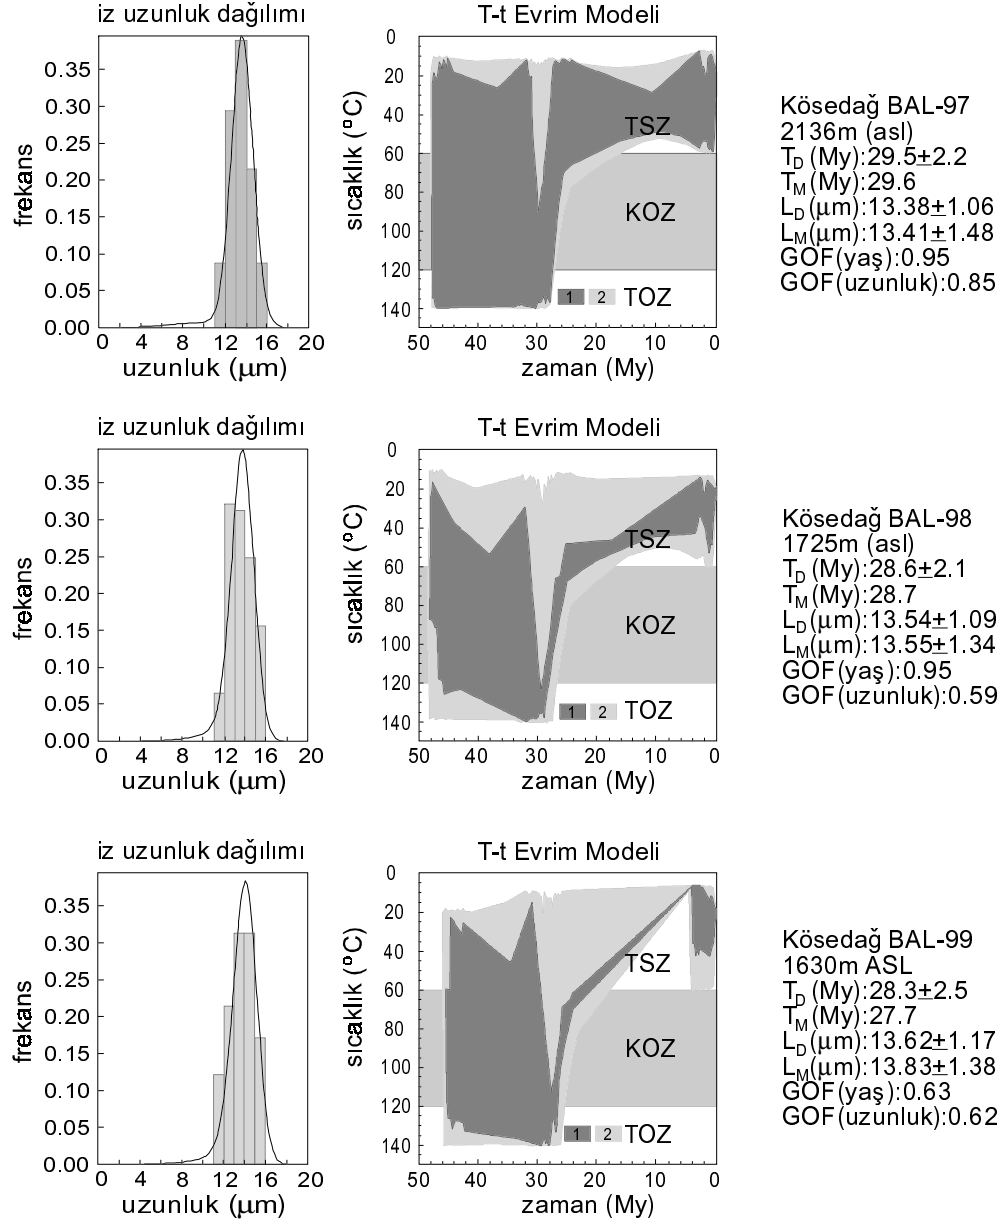 iz uzunluk dağılımı
T-t Evrim Modeli
0.35
0.30
0.25
0.20
0.15
0.10
0.05
0.00
frekans
0 4 8 12 16 20
uzunluk (µm)
0
20
40
60
80
100
120
140
sıcaklık (°C)
TSZ
KOZ
1 2 TOZ
50 40 30 20 10 0
zaman (My)
Kösedağ BAL-97
2136m (asl)
TD (My):29.5±2.2
TM(My):29.6
LD(µm):13.38±1.06
LM(µm):13.41±1.48
GOF(yaş):0.95
GOF(uzunluk):0.85
iz uzunluk dağılımı
T-t Evrim Modeli
0.35
0.30
0.25
0.20
0.15
0.10
0.05
0.00
frekans
0 4 8 12 16 20
uzunluk (µm)
0
20
40
60
80
100
120
140
sıcaklık (°C)
TSZ
KOZ
1 2 TOZ
50 40 30 20 10 0
zaman (My)
Kösedağ BAL-98
1725m (asl)
TD (My):28.6±2.1
TM(My):28.7
LD(µm):13.54±1.09
LM(µm):13.55±1.34
GOF(yaş):0.95
GOF(uzunluk):0.59
iz uzunluk dağılımı
T-t Evrim Modeli
0.35
0.30
0.25
0.20
0.15
0.10
0.05
0.00
frekans
0 4 8 12 16 20
uzunluk (µm)
0
20
40
60
80
100
120
140
sıcaklık (°C)
TSZ
KOZ
1 2 TOZ
50 40 30 20 10 0
zaman (My)
Kösedağ BAL-99
1630m ASL
TD (My):28.3±2.5
TM(My):27.7
LD(µm):13.62±1.17
LM(µm):13.83±1.38
GOF(yaş):0.63
GOF(uzunluk):0.62